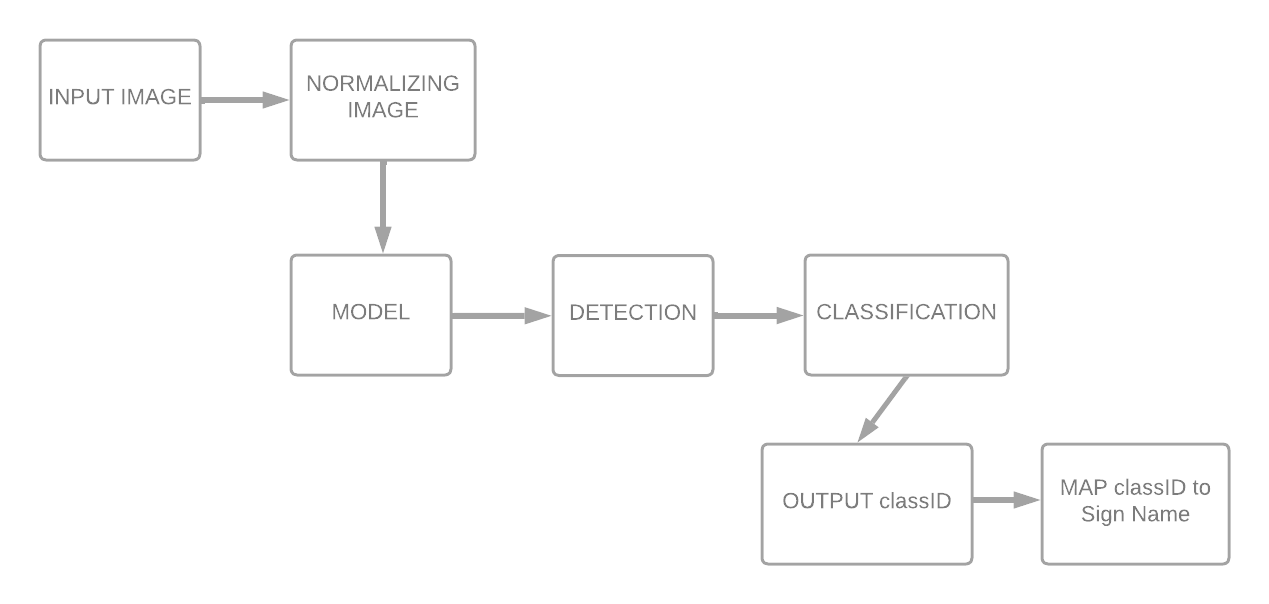 INPUT IMAGE
NORMALIZING
IMAGE
MODEL
DETECTION
CLASSIFICATION
OUTPUT classID
MAP classID to
Sign Name